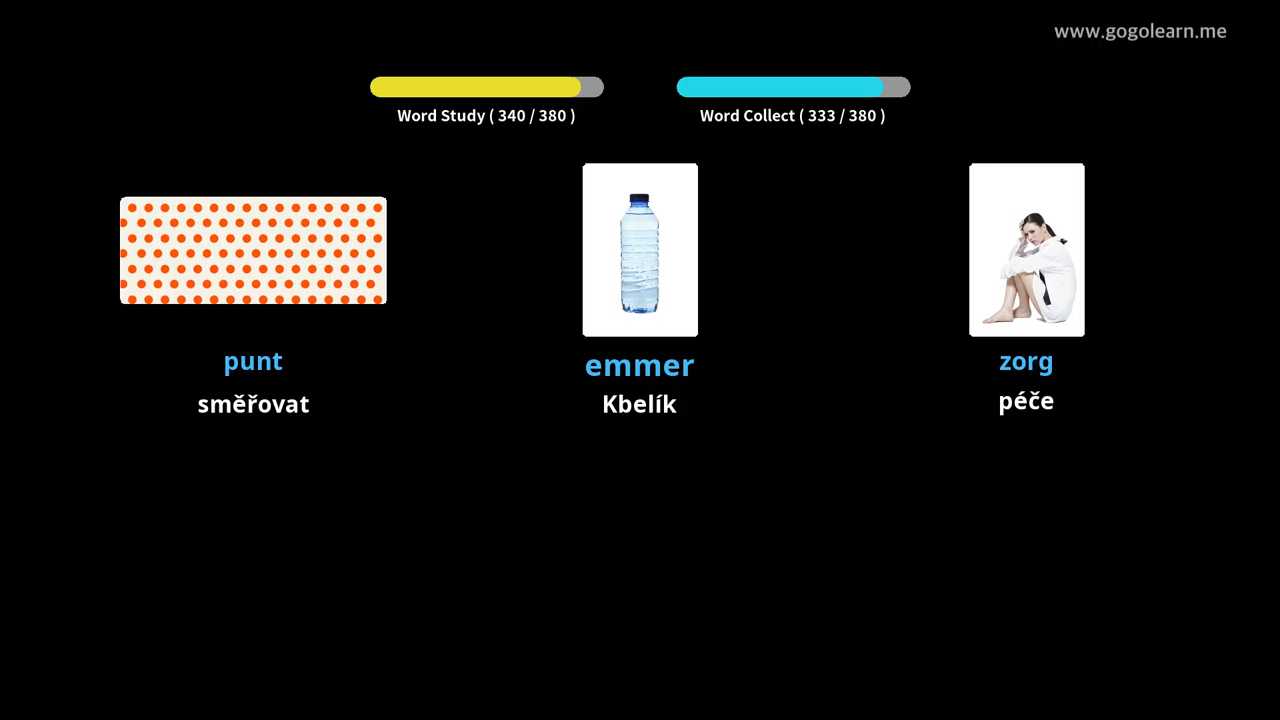 www.gogolearn.me
Word Study ( 340 / 380 )
Word Collect ( 333 / 380 )
punt
emmer
zorg
směřovat
Kbelík
péče